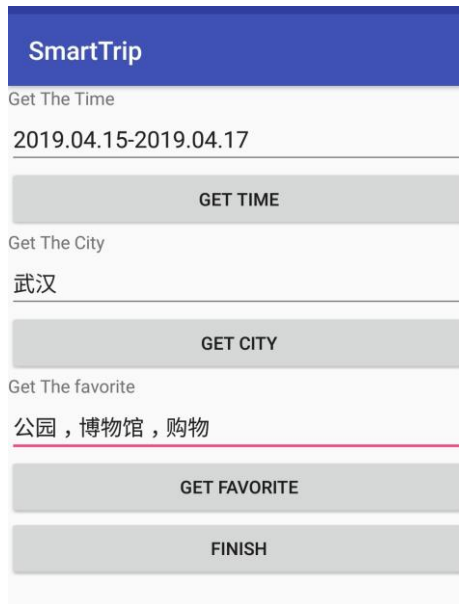 SmartTrip
Get The Time
2019.04.15-2019.04.17
GET TIME
Get The City
武汉
GET CITY
Get The favorite
公园，博物馆，购物
GET FAVORITE
FINISH